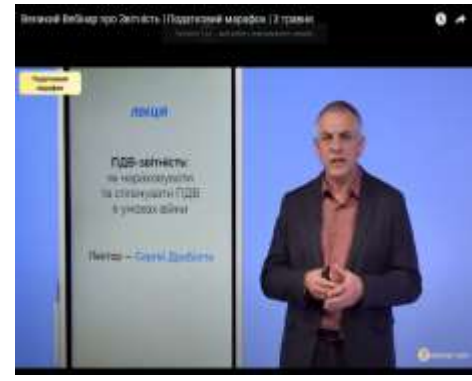 Великий Вебінар про Звітність | Податковий марафон | 3 травня
Податковий
марафон
ЛЕКЦІЯ
ПДВ-звітність:
як нараховувати
та сплачувати ПДВ
в умовах війни
Лектор — Сергій